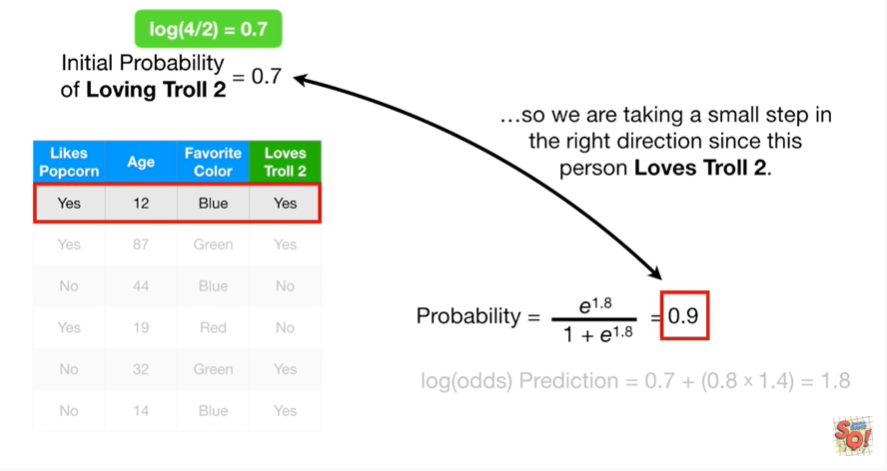 log(4/2) = 0.7
Initial Probability
of Loving Troll 2 = 0.7
…so we are taking a small step in
the right direction since this
person Loves Troll 2.
Likes Popcorn Age Favorite Color Loves Troll 2
Yes 12 Blue Yes
Yes 87 Green Yes
No 44 Blue No
Yes 19 Red No
No 32 Green Yes
No 14 Blue Yes
Probability = e^1.8 / 1 + e^1.8 = 0.9
log(odds) Prediction = 0.7 + (0.8 × 1.4) = 1.8
SQ!